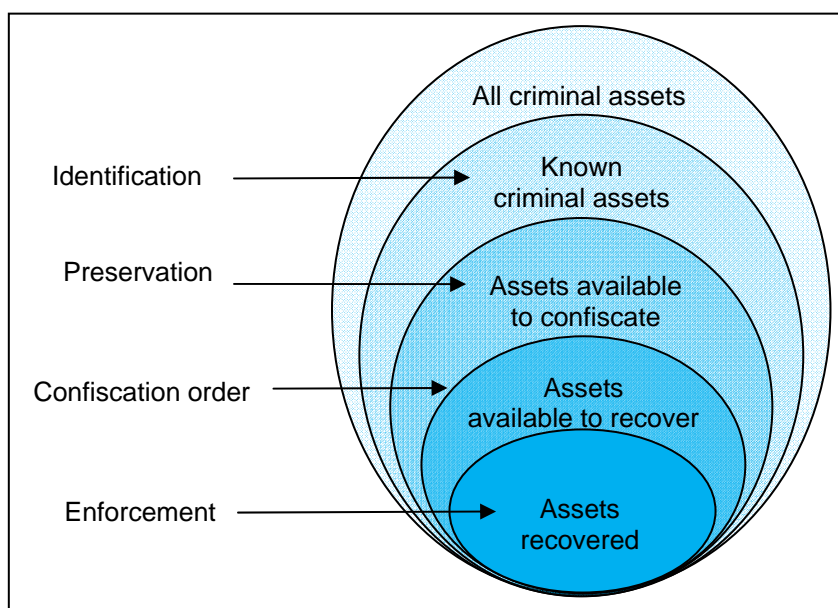 All criminal assets
Identification
Known
criminal assets
Preservation
Assets available
to confiscate
Confiscation order
Assets
available to recover
Enforcement
Assets
recovered